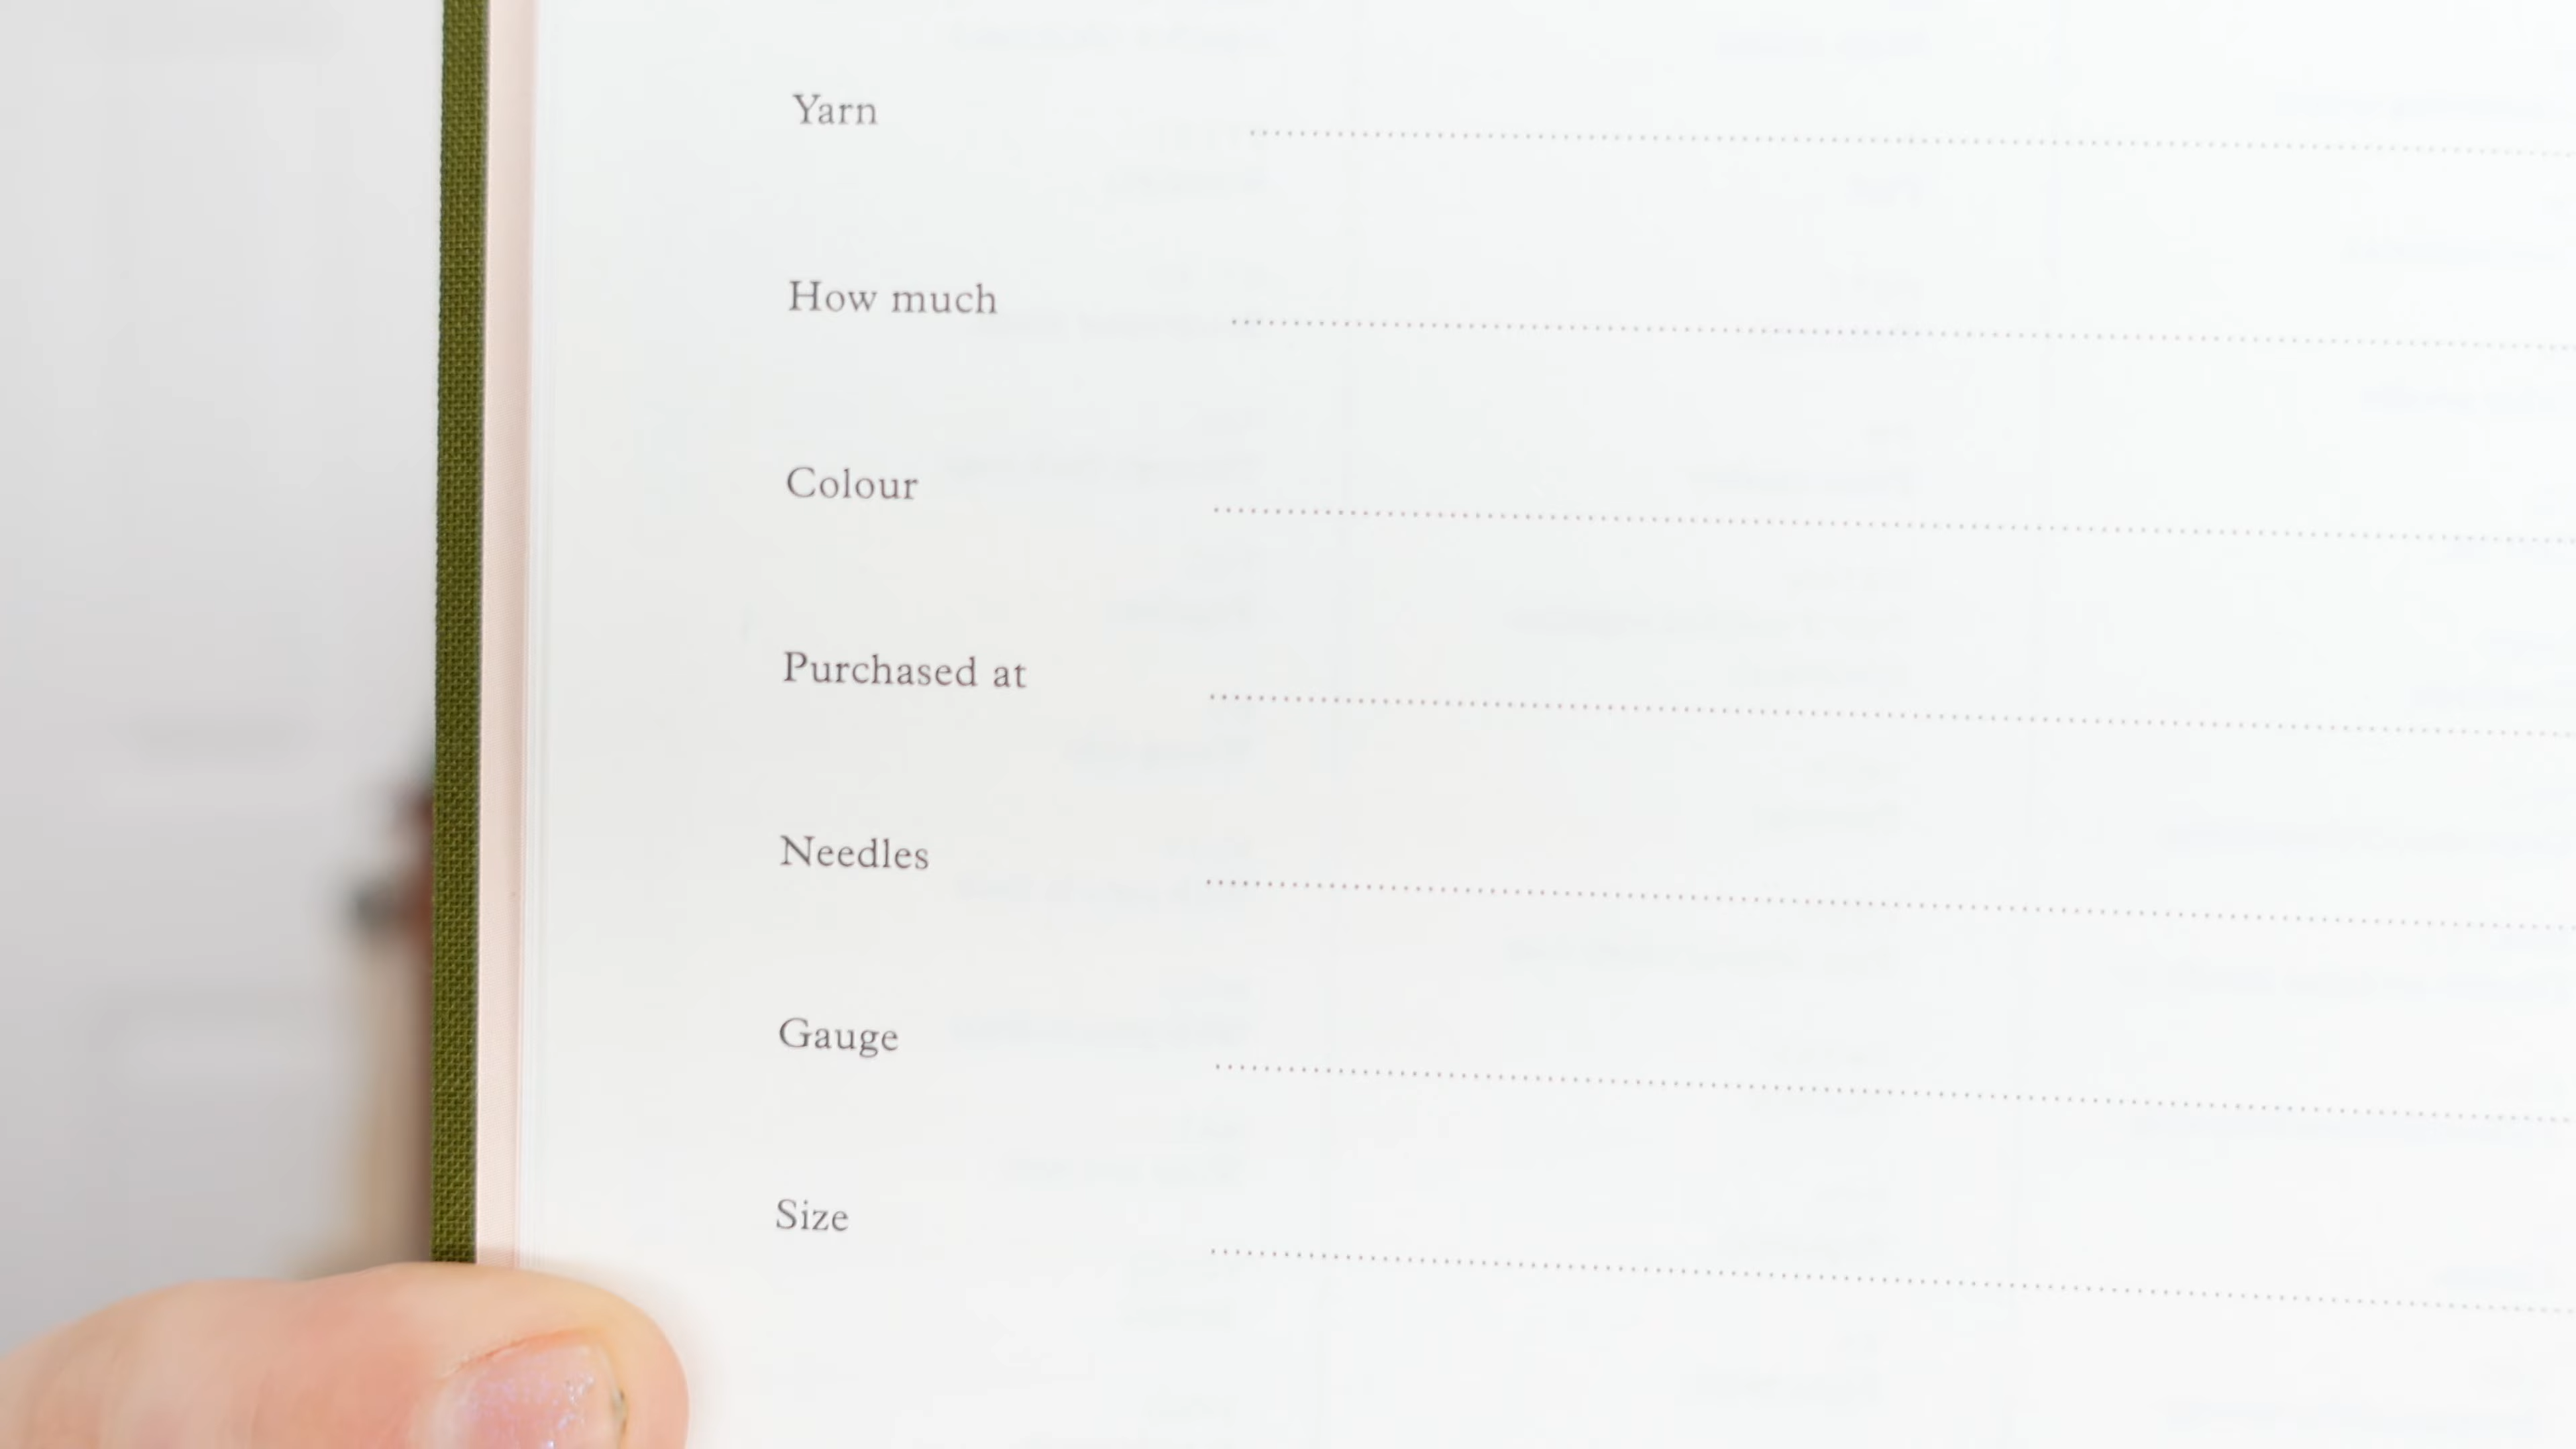 Yarn
How much
Colour
Purchased at
Needles
Gauge
Size